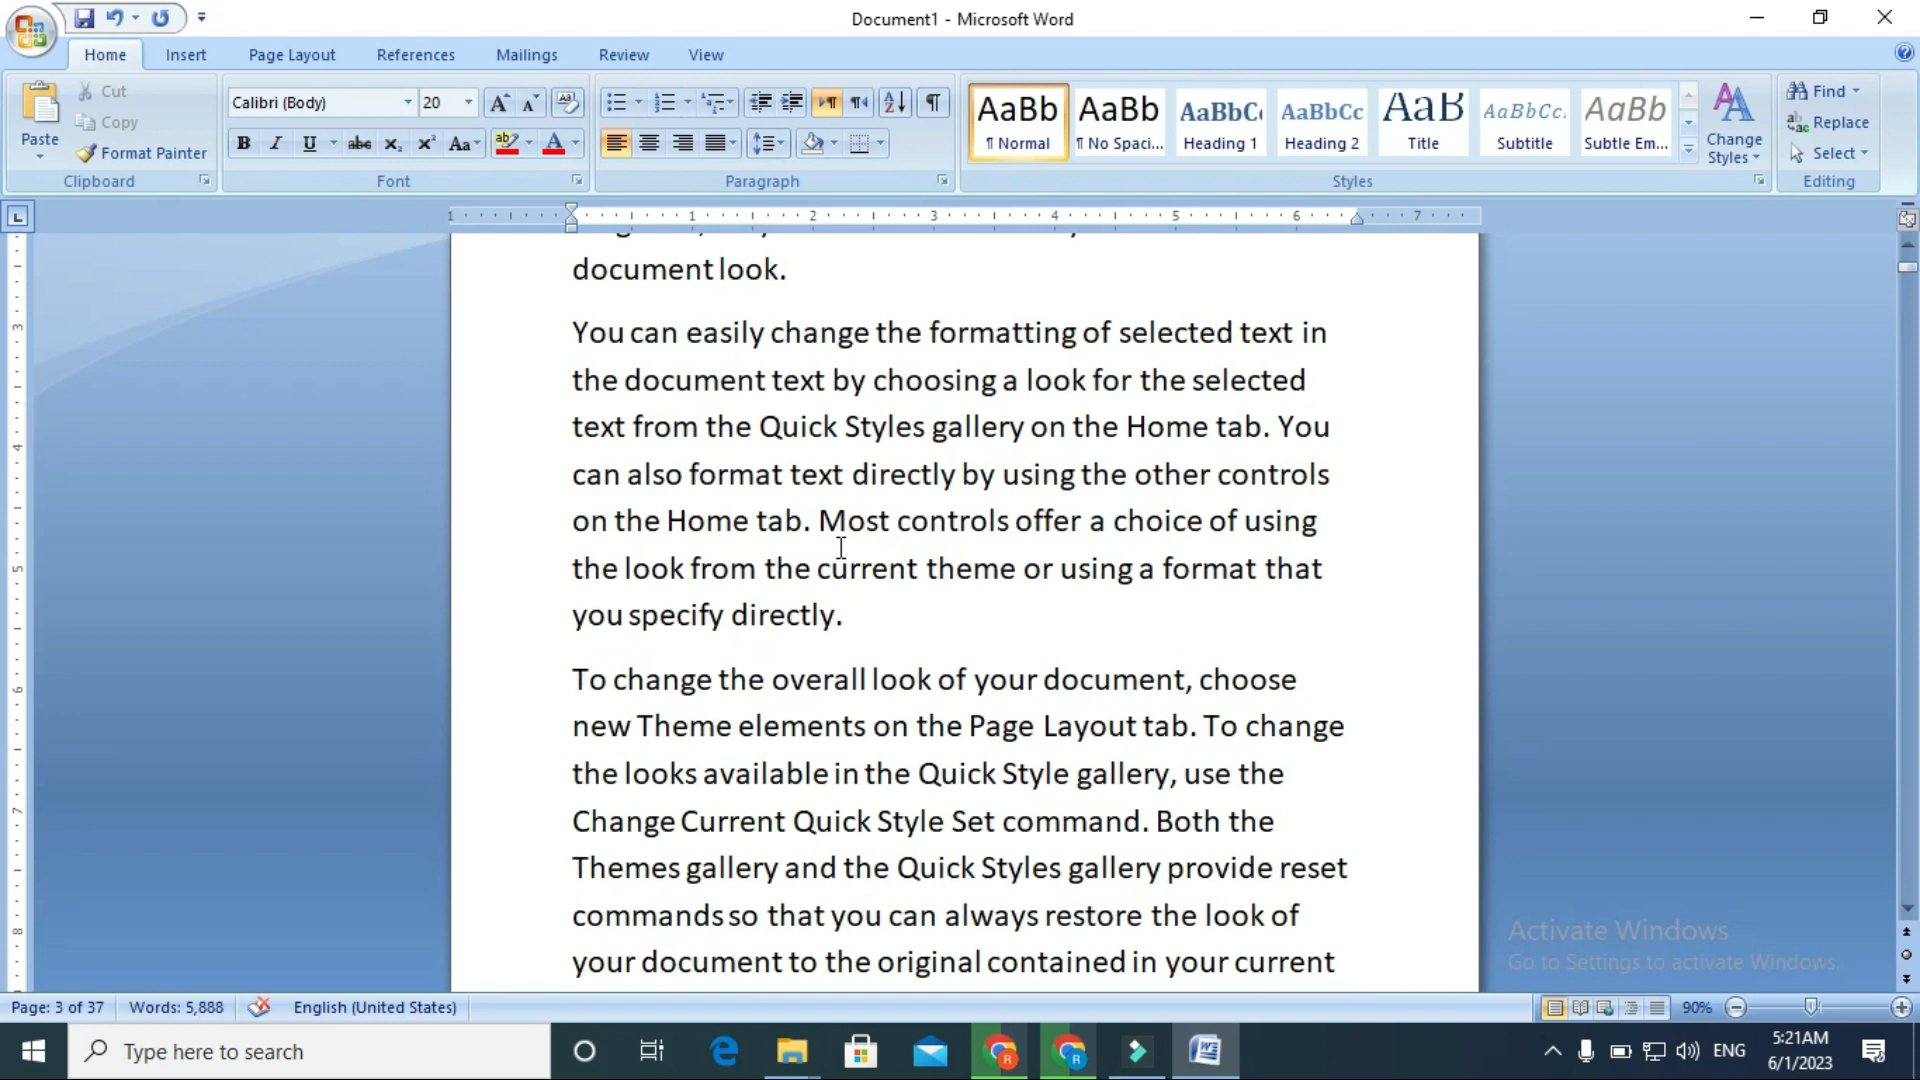 Document1 - Microsoft Word
Home Insert Page Layout References Mailings Review View
Paste
Cut
Copy
Format Painter
Clipboard
Calibri (Body) 20
Font
Paragraph
AaBb AaBb AaBbC AaBbCc AaB AaBbCc. AaBb
¶ Normal ¶ No Spaci... Heading 1 Heading 2 Title Subtitle Subtle Em...
Change
Styles
Styles
Find
Replace
Select
Editing
1 1 2 3 4 5 6 7
document look.
You can easily change the formatting of selected text in
the document text by choosing a look for the selected
text from the Quick Styles gallery on the Home tab. You
can also format text directly by using the other controls
on the Home tab. Most controls offer a choice of using
the look from the current theme or using a format that
you specify directly.
To change the overall look of your document, choose
new Theme elements on the Page Layout tab. To change
the looks available in the Quick Style gallery, use the
Change Current Quick Style Set command. Both the
Themes gallery and the Quick Styles gallery provide reset
commands so that you can always restore the look of
your document to the original contained in your current
Activate Windows
Go to Settings to activate Windows.
Page: 3 of 37 Words: 5,888 English (United States) 90%
Type here to search
ENG
5:21AM
6/1/2023